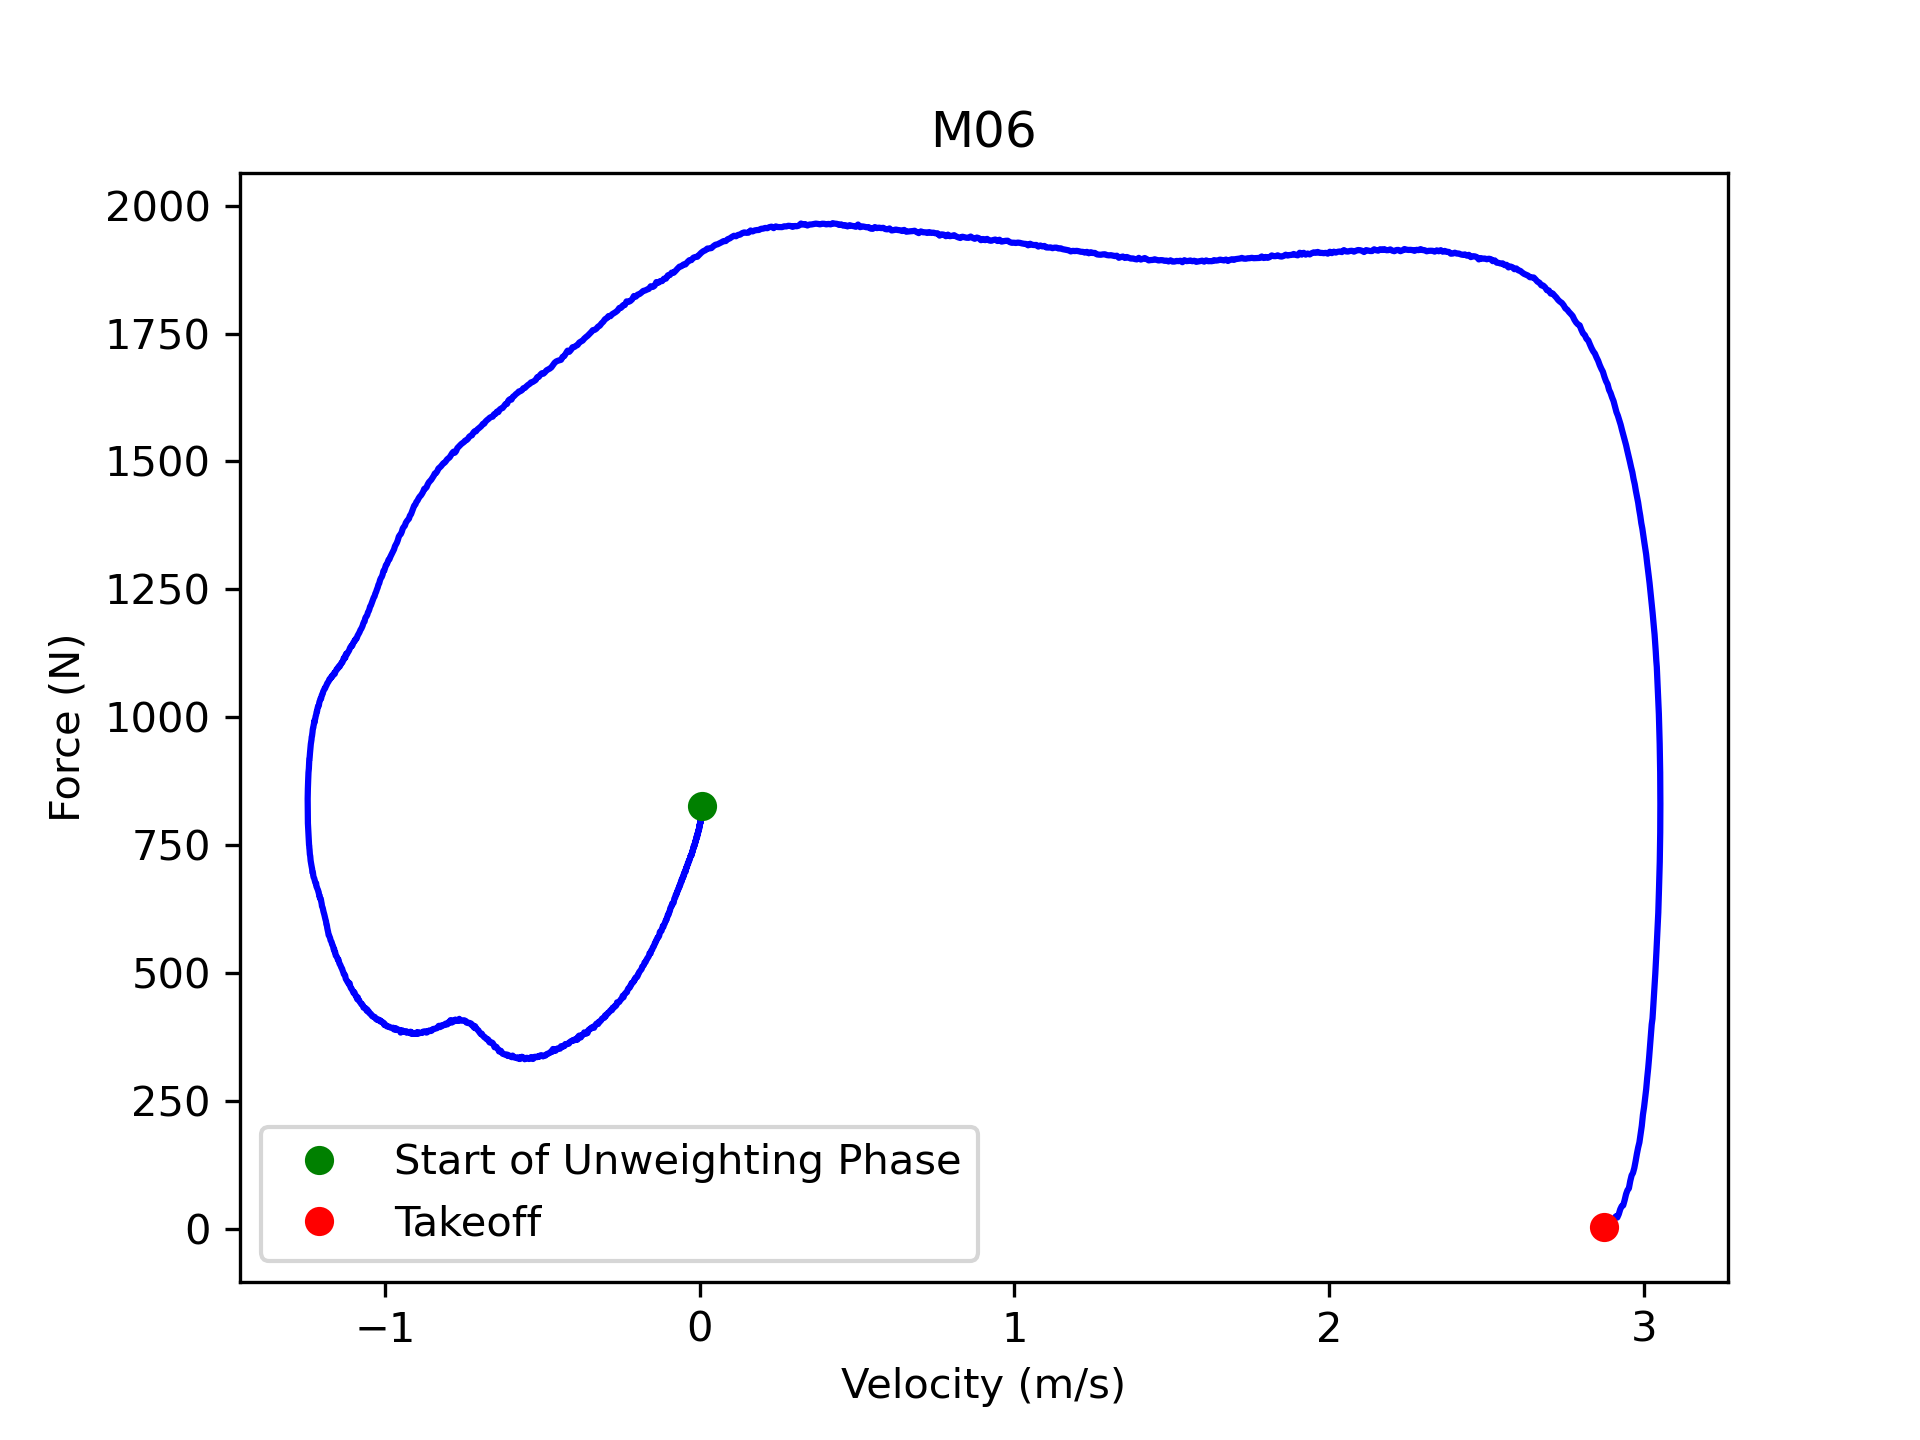 M06
2000
1750
1500
1250
1000
750
500
250
0
Force (N)
Start of Unweighting Phase
Takeoff
−1 0 1 2 3
Velocity (m/s)